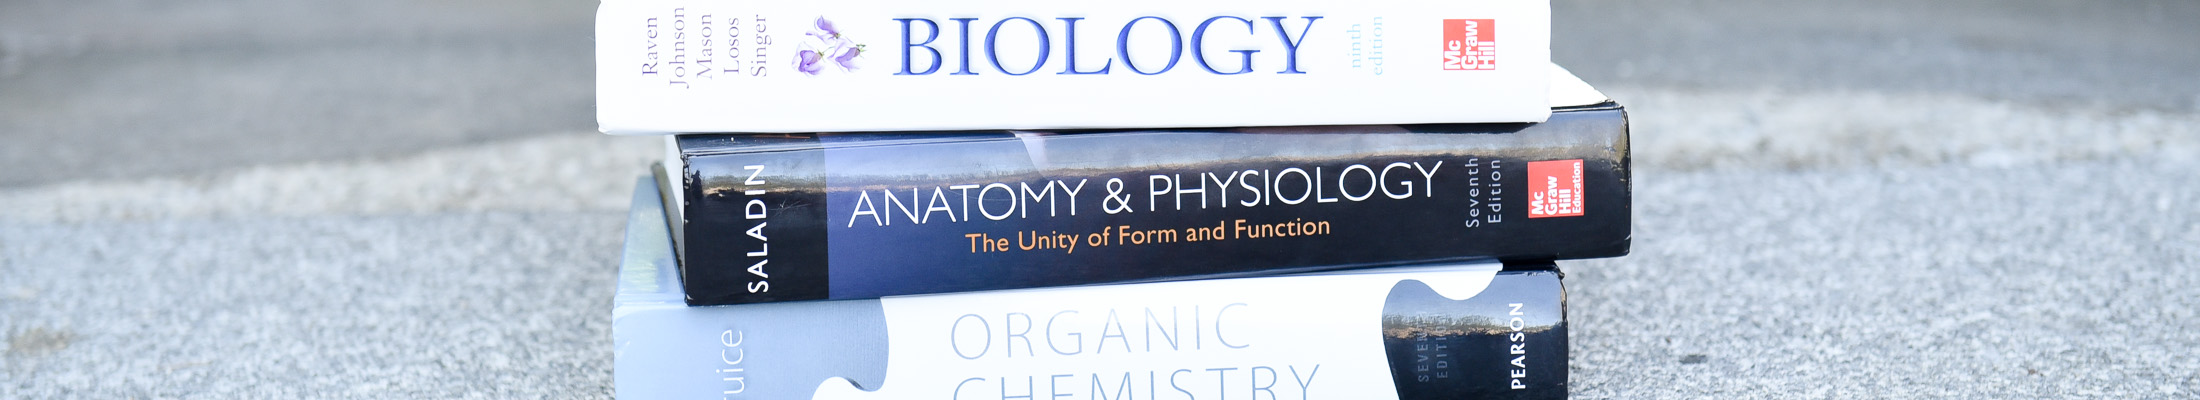 Raven
Johnson
Mason
Losos
Singer
BIOLOGY
ninth
edition
Mc
Graw
Hill
SALADIN
ANATOMY & PHYSIOLOGY
The Unity of Form and Function
Seventh
Edition
Mc
Graw
Hill
Education
ORGANIC
CHEMISTRY
PEARSON